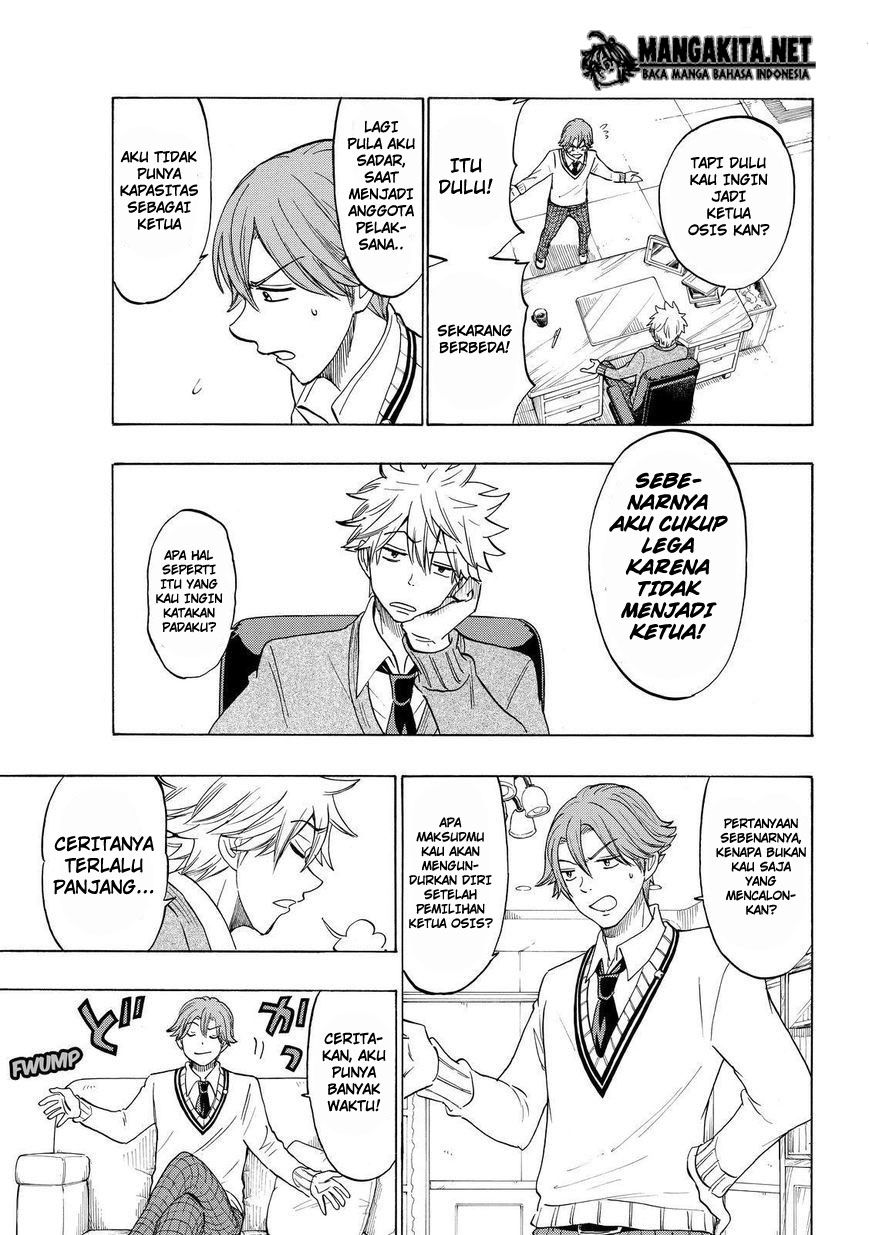 MANGAKITA.NET
BACA MANGA BAHASA INDONESIA
TAPI DULU
KAU INGIN
JADI
KETUA
OSIS KAN?
ITU
DULU!
SEKARANG
BERBEDA!
LAGI
PULA AKU
SADAR,
SAAT
MENJADI
ANGGOTA
PELAK-
SANA..
AKU TIDAK
PUNYA
KAPASITAS
SEBAGAI
KETUA
SEBE-
NARNYA
AKU CUKUP
LEGA
KARENA
TIDAK
MENJADI
KETUA!
APA HAL
SEPERTI
ITU YANG
KAU INGIN
KATAKAN
PADAKU?
PERTANYAAN
SEBENARNYA,
KENAPA BUKAN
KAU SAJA
YANG
MENCALON-
KAN?
APA
MAKSUDMU
KAU AKAN
MENGUN-
DURKAN DIRI
SETELAH
PEMILIHAN
KETUA OSIS?
CERITANYA
TERLALU
PANJANG...
CERITA-
KAN, AKU
PUNYA
BANYAK
WAKTU!
どかっ
FWUMP